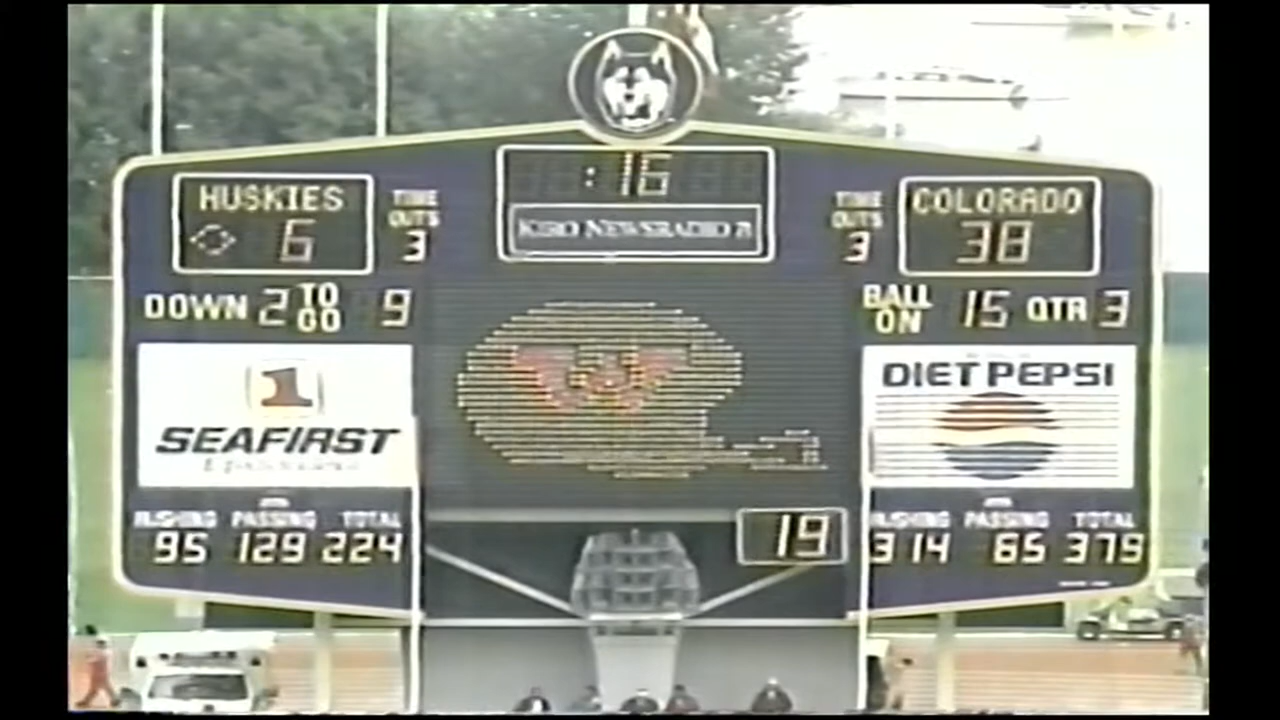 :16
HUSKIES
TIME
OUTS
6
3
KIRO NEWSRADIO 71
TIME
OUTS
3
COLORADO
38
DOWN 2 TO GO 9
BALL ON 15 QTR 3
W
1
SEAFIRST
DIET PEPSI
19
RUSHING PASSING TOTAL
95 129 224
RUSHING PASSING TOTAL
314 65 379